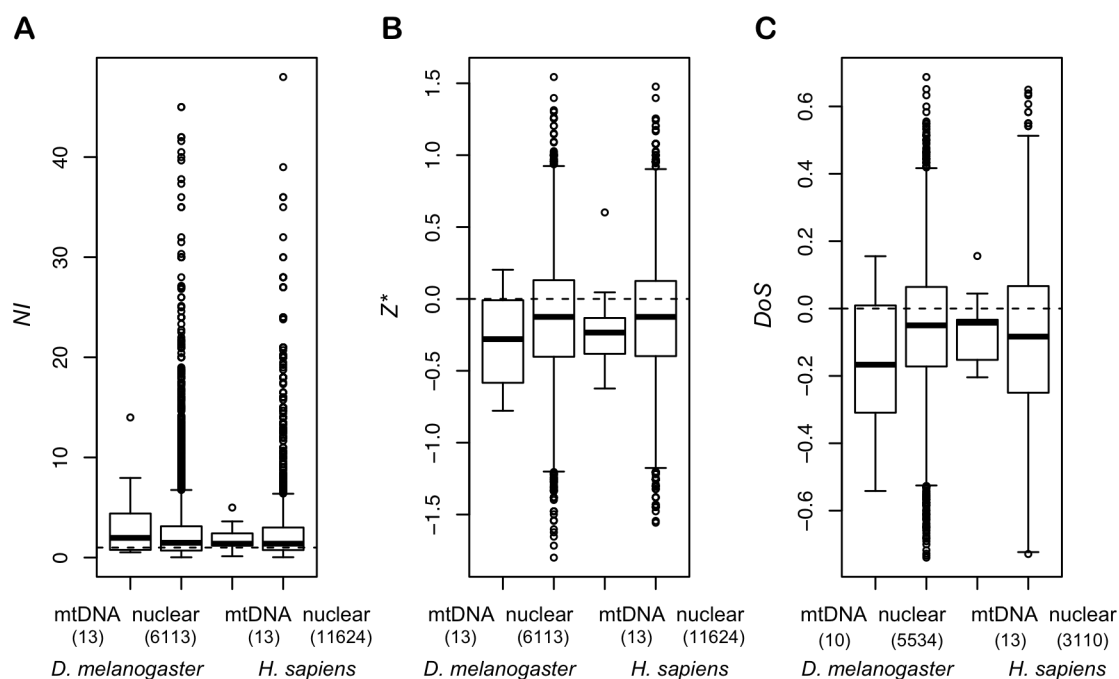 A
NI
0
10
20
30
40
mtDNA nuclear mtDNA nuclear
(13) (6113) (13) (11624)
D. melanogaster H. sapiens
B
Z*
−1.5
−1.0
−0.5
0.0
0.5
1.0
1.5
mtDNA nuclear mtDNA nuclear
(13) (6113) (13) (11624)
D. melanogaster H. sapiens
C
DoS
−0.6
−0.4
−0.2
0.0
0.2
0.4
0.6
mtDNA nuclear mtDNA nuclear
(10) (5534) (13) (3110)
D. melanogaster H. sapiens